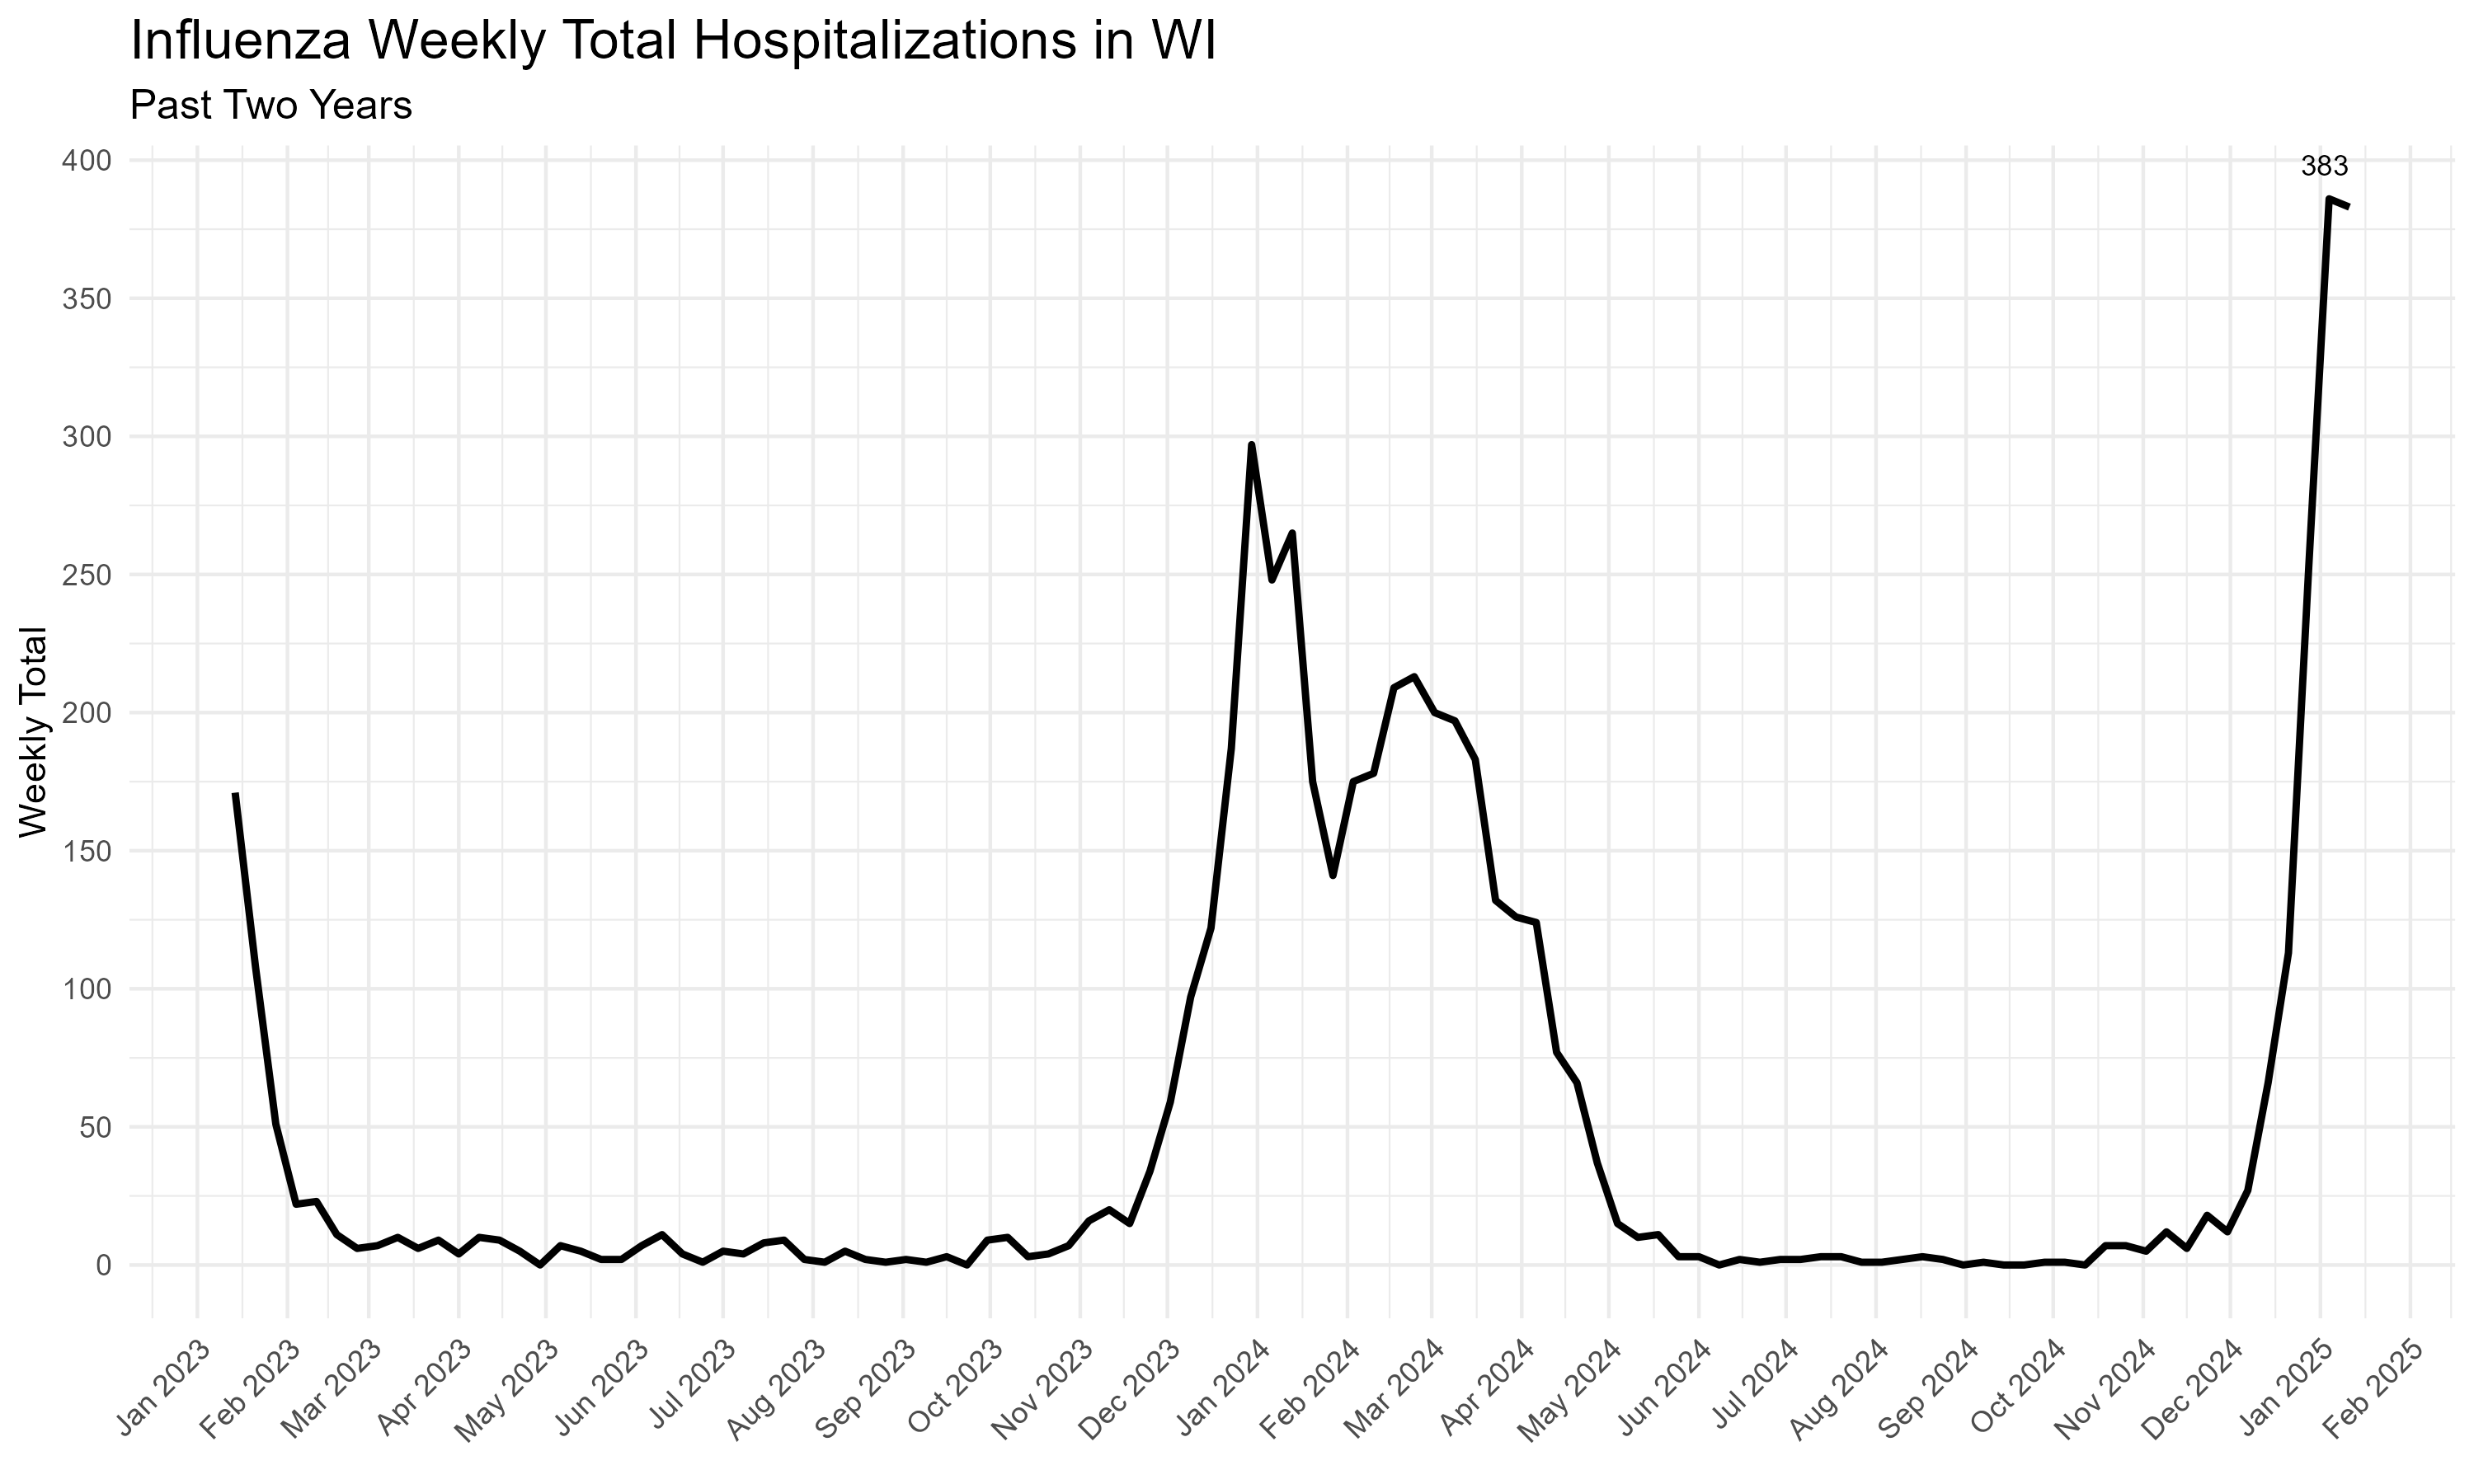 Influenza Weekly Total Hospitalizations in WI
Past Two Years
400
383
350
300
250
200
150
100
50
0
Weekly Total
Jan 2023
Feb 2023
Mar 2023
Apr 2023
May 2023
Jun 2023
Jul 2023
Aug 2023
Sep 2023
Oct 2023
Nov 2023
Dec 2023
Jan 2024
Feb 2024
Mar 2024
Apr 2024
May 2024
Jun 2024
Jul 2024
Aug 2024
Sep 2024
Oct 2024
Nov 2024
Dec 2024
Jan 2025
Feb 2025